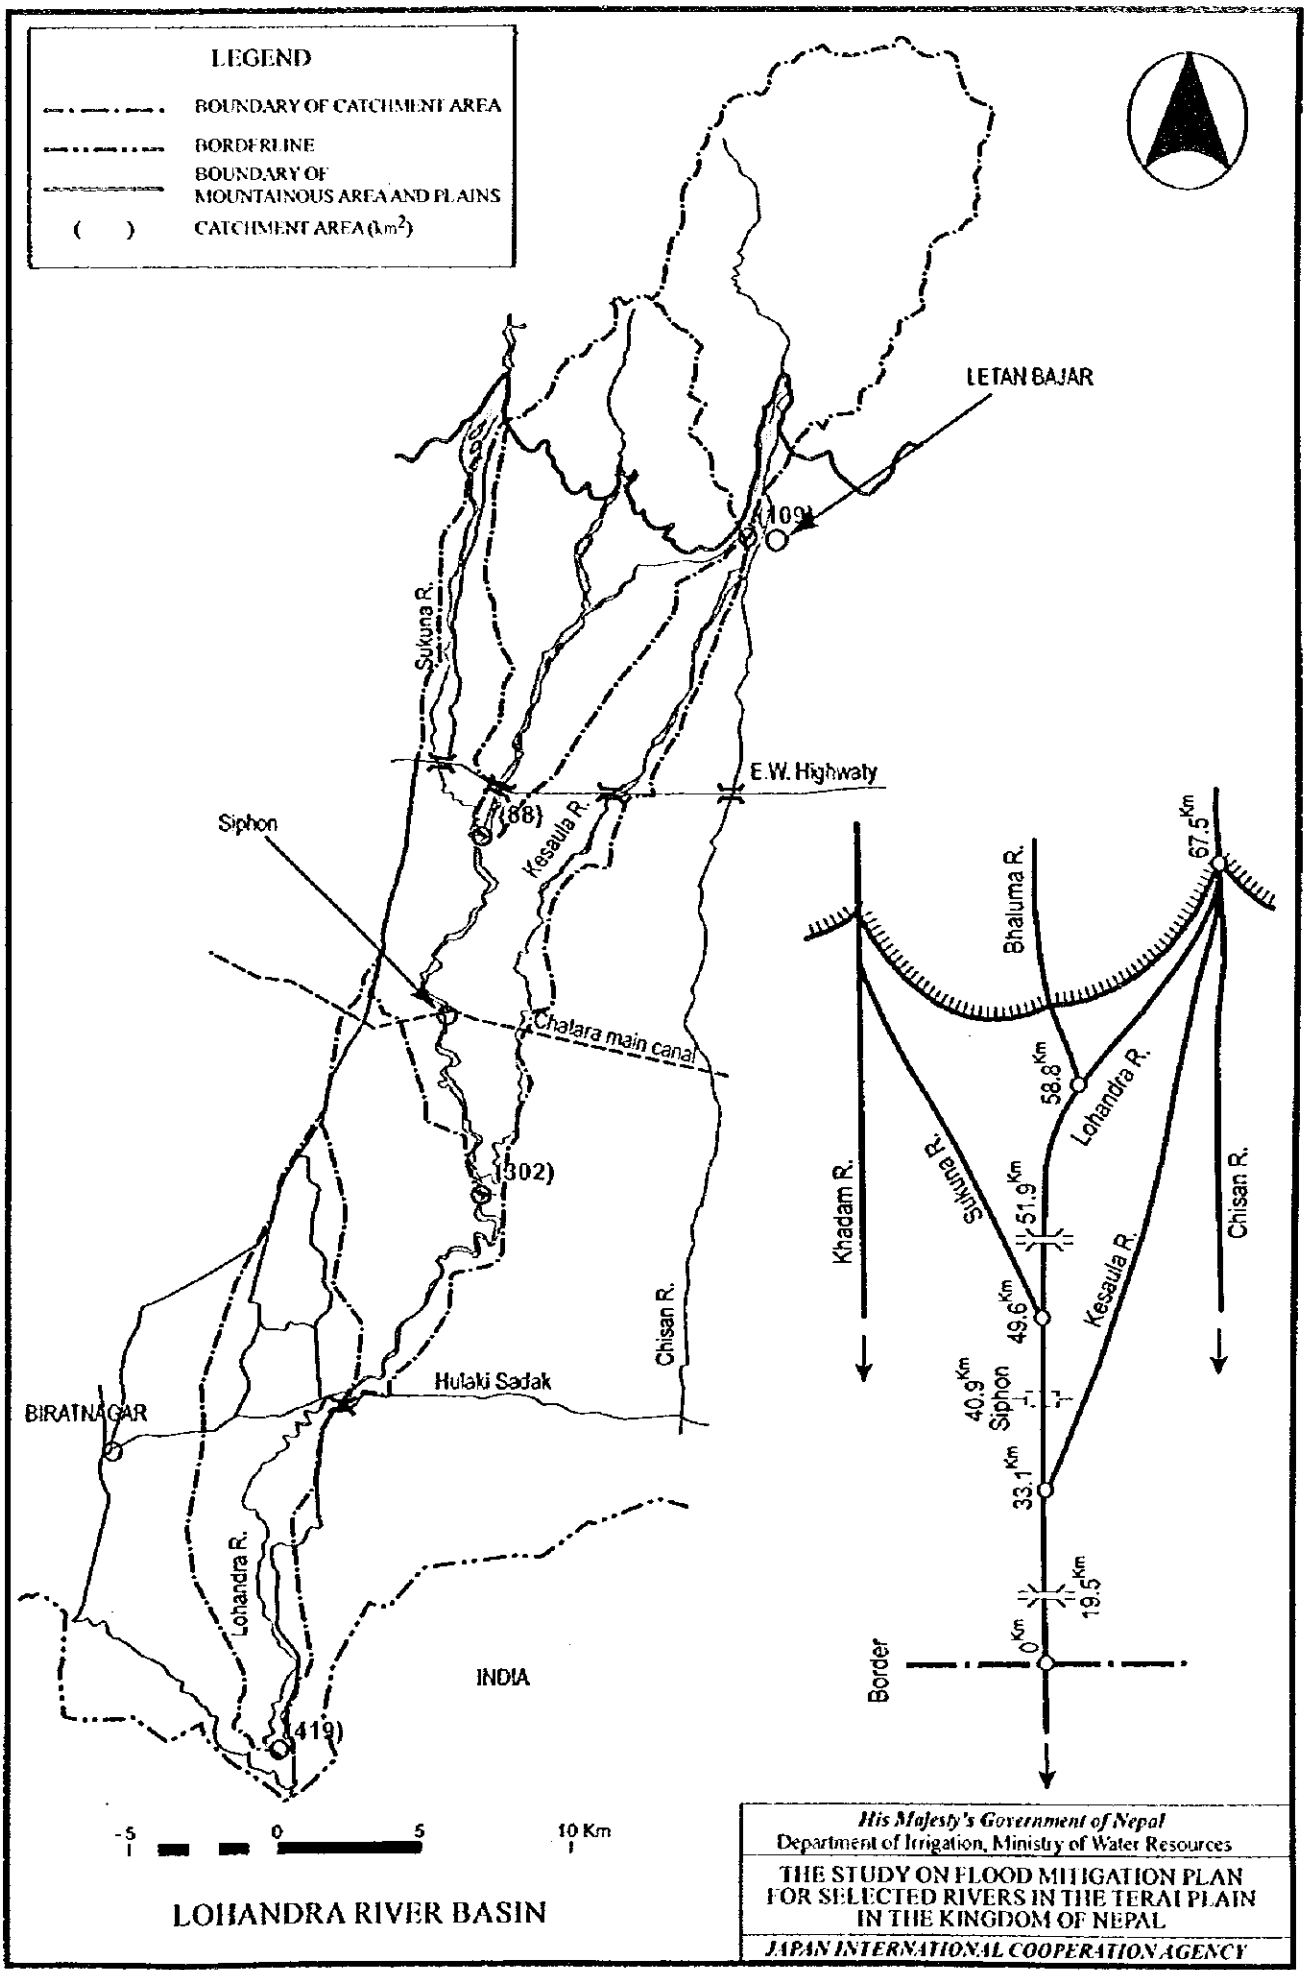 LEGEND
BOUNDARY OF CATCHMENT AREA
BORDERLINE
BOUNDARY OF
MOUNTAINOUS AREA AND PLAINS
( ) CATCHMENT AREA (km²)
LETAN BAJAR
(109)
Sukuna R.
E.W. Highwaty
(88)
Kesaula R.
Siphon
Chatara main canal
(302)
Chisan R.
Hulaki Sadak
BIRATNAGAR
Lohandra R.
INDIA
(419)
67.5Km
Bhaluma R.
58.8Km
Lohandra R.
Khadam R.
Sukuna R.
51.9Km
Chisan R.
Kesaula R.
49.6Km
40.9Km
Siphon
33.1Km
19.5Km
0Km
Border
-5 0 5 10 Km
LOHANDRA RIVER BASIN
His Majesty's Government of Nepal
Department of Irrigation, Ministry of Water Resources
THE STUDY ON FLOOD MITIGATION PLAN
FOR SELECTED RIVERS IN THE TERAI PLAIN
IN THE KINGDOM OF NEPAL
JAPAN INTERNATIONAL COOPERATION AGENCY